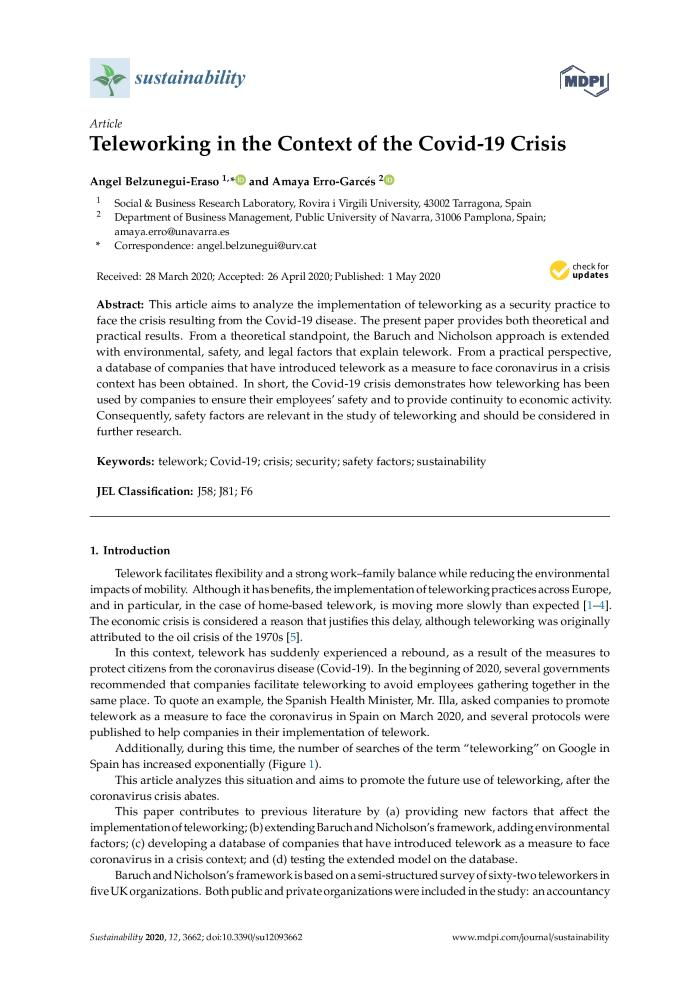 sustainability
MDPI
Article
Teleworking in the Context of the Covid-19 Crisis
Angel Belzunegui-Eraso 1,* and Amaya Erro-Garcés 2
1 Social & Business Research Laboratory, Rovira i Virgili University, 43002 Tarragona, Spain
2 Department of Business Management, Public University of Navarra, 31006 Pamplona, Spain;
amaya.erro@unavarra.es
* Correspondence: angel.belzunegui@urv.cat
Received: 28 March 2020; Accepted: 26 April 2020; Published: 1 May 2020
check for
updates
Abstract: This article aims to analyze the implementation of teleworking as a security practice to
face the crisis resulting from the Covid-19 disease. The present paper provides both theoretical and
practical results. From a theoretical standpoint, the Baruch and Nicholson approach is extended
with environmental, safety, and legal factors that explain telework. From a practical perspective,
a database of companies that have introduced telework as a measure to face coronavirus in a crisis
context has been obtained. In short, the Covid-19 crisis demonstrates how teleworking has been
used by companies to ensure their employees' safety and to provide continuity to economic activity.
Consequently, safety factors are relevant in the study of teleworking and should be considered in
further research.
Keywords: telework; Covid-19; crisis; security; safety factors; sustainability
JEL Classification: J58; J81; F6
1. Introduction
Telework facilitates flexibility and a strong work–family balance while reducing the environmental
impacts of mobility. Although it has benefits, the implementation of teleworking practices across Europe,
and in particular, in the case of home-based telework, is moving more slowly than expected [1–4].
The economic crisis is considered a reason that justifies this delay, although teleworking was originally
attributed to the oil crisis of the 1970s [5].
In this context, telework has suddenly experienced a rebound, as a result of the measures to
protect citizens from the coronavirus disease (Covid-19). In the beginning of 2020, several governments
recommended that companies facilitate teleworking to avoid employees gathering together in the
same place. To quote an example, the Spanish Health Minister, Mr. Illa, asked companies to promote
telework as a measure to face the coronavirus in Spain on March 2020, and several protocols were
published to help companies in their implementation of telework.
Additionally, during this time, the number of searches of the term “teleworking” on Google in
Spain has increased exponentially (Figure 1).
This article analyzes this situation and aims to promote the future use of teleworking, after the
coronavirus crisis abates.
This paper contributes to previous literature by (a) providing new factors that affect the
implementation of teleworking; (b) extending Baruch and Nicholson's framework, adding environmental
factors; (c) developing a database of companies that have introduced telework as a measure to face
coronavirus in a crisis context; and (d) testing the extended model on the database.
Baruch and Nicholson's framework is based on a semi-structured survey of sixty-two teleworkers in
five UK organizations. Both public and private organizations were included in the study: an accountancy
Sustainability 2020, 12, 3662; doi:10.3390/su12093662
www.mdpi.com/journal/sustainability